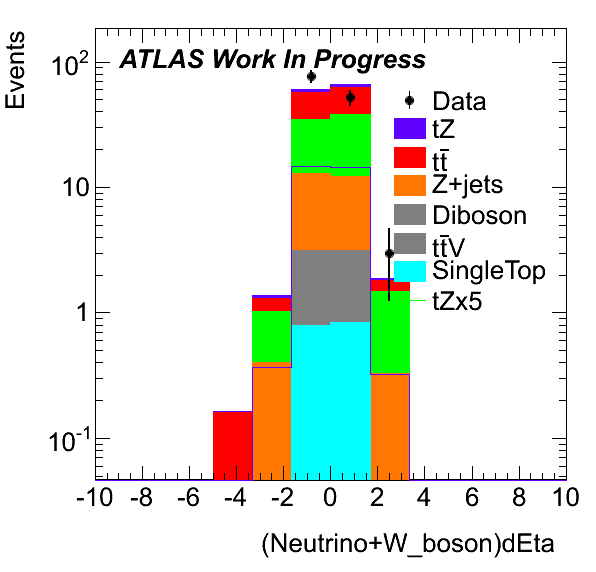 ATLAS Work In Progress
Events
10²
10
1
10⁻¹
Data
tZ
tt̄
Z+jets
Diboson
tt̄V
SingleTop
tZx5
-10 -8 -6 -4 -2 0 2 4 6 8 10
(Neutrino+W_boson)dEta